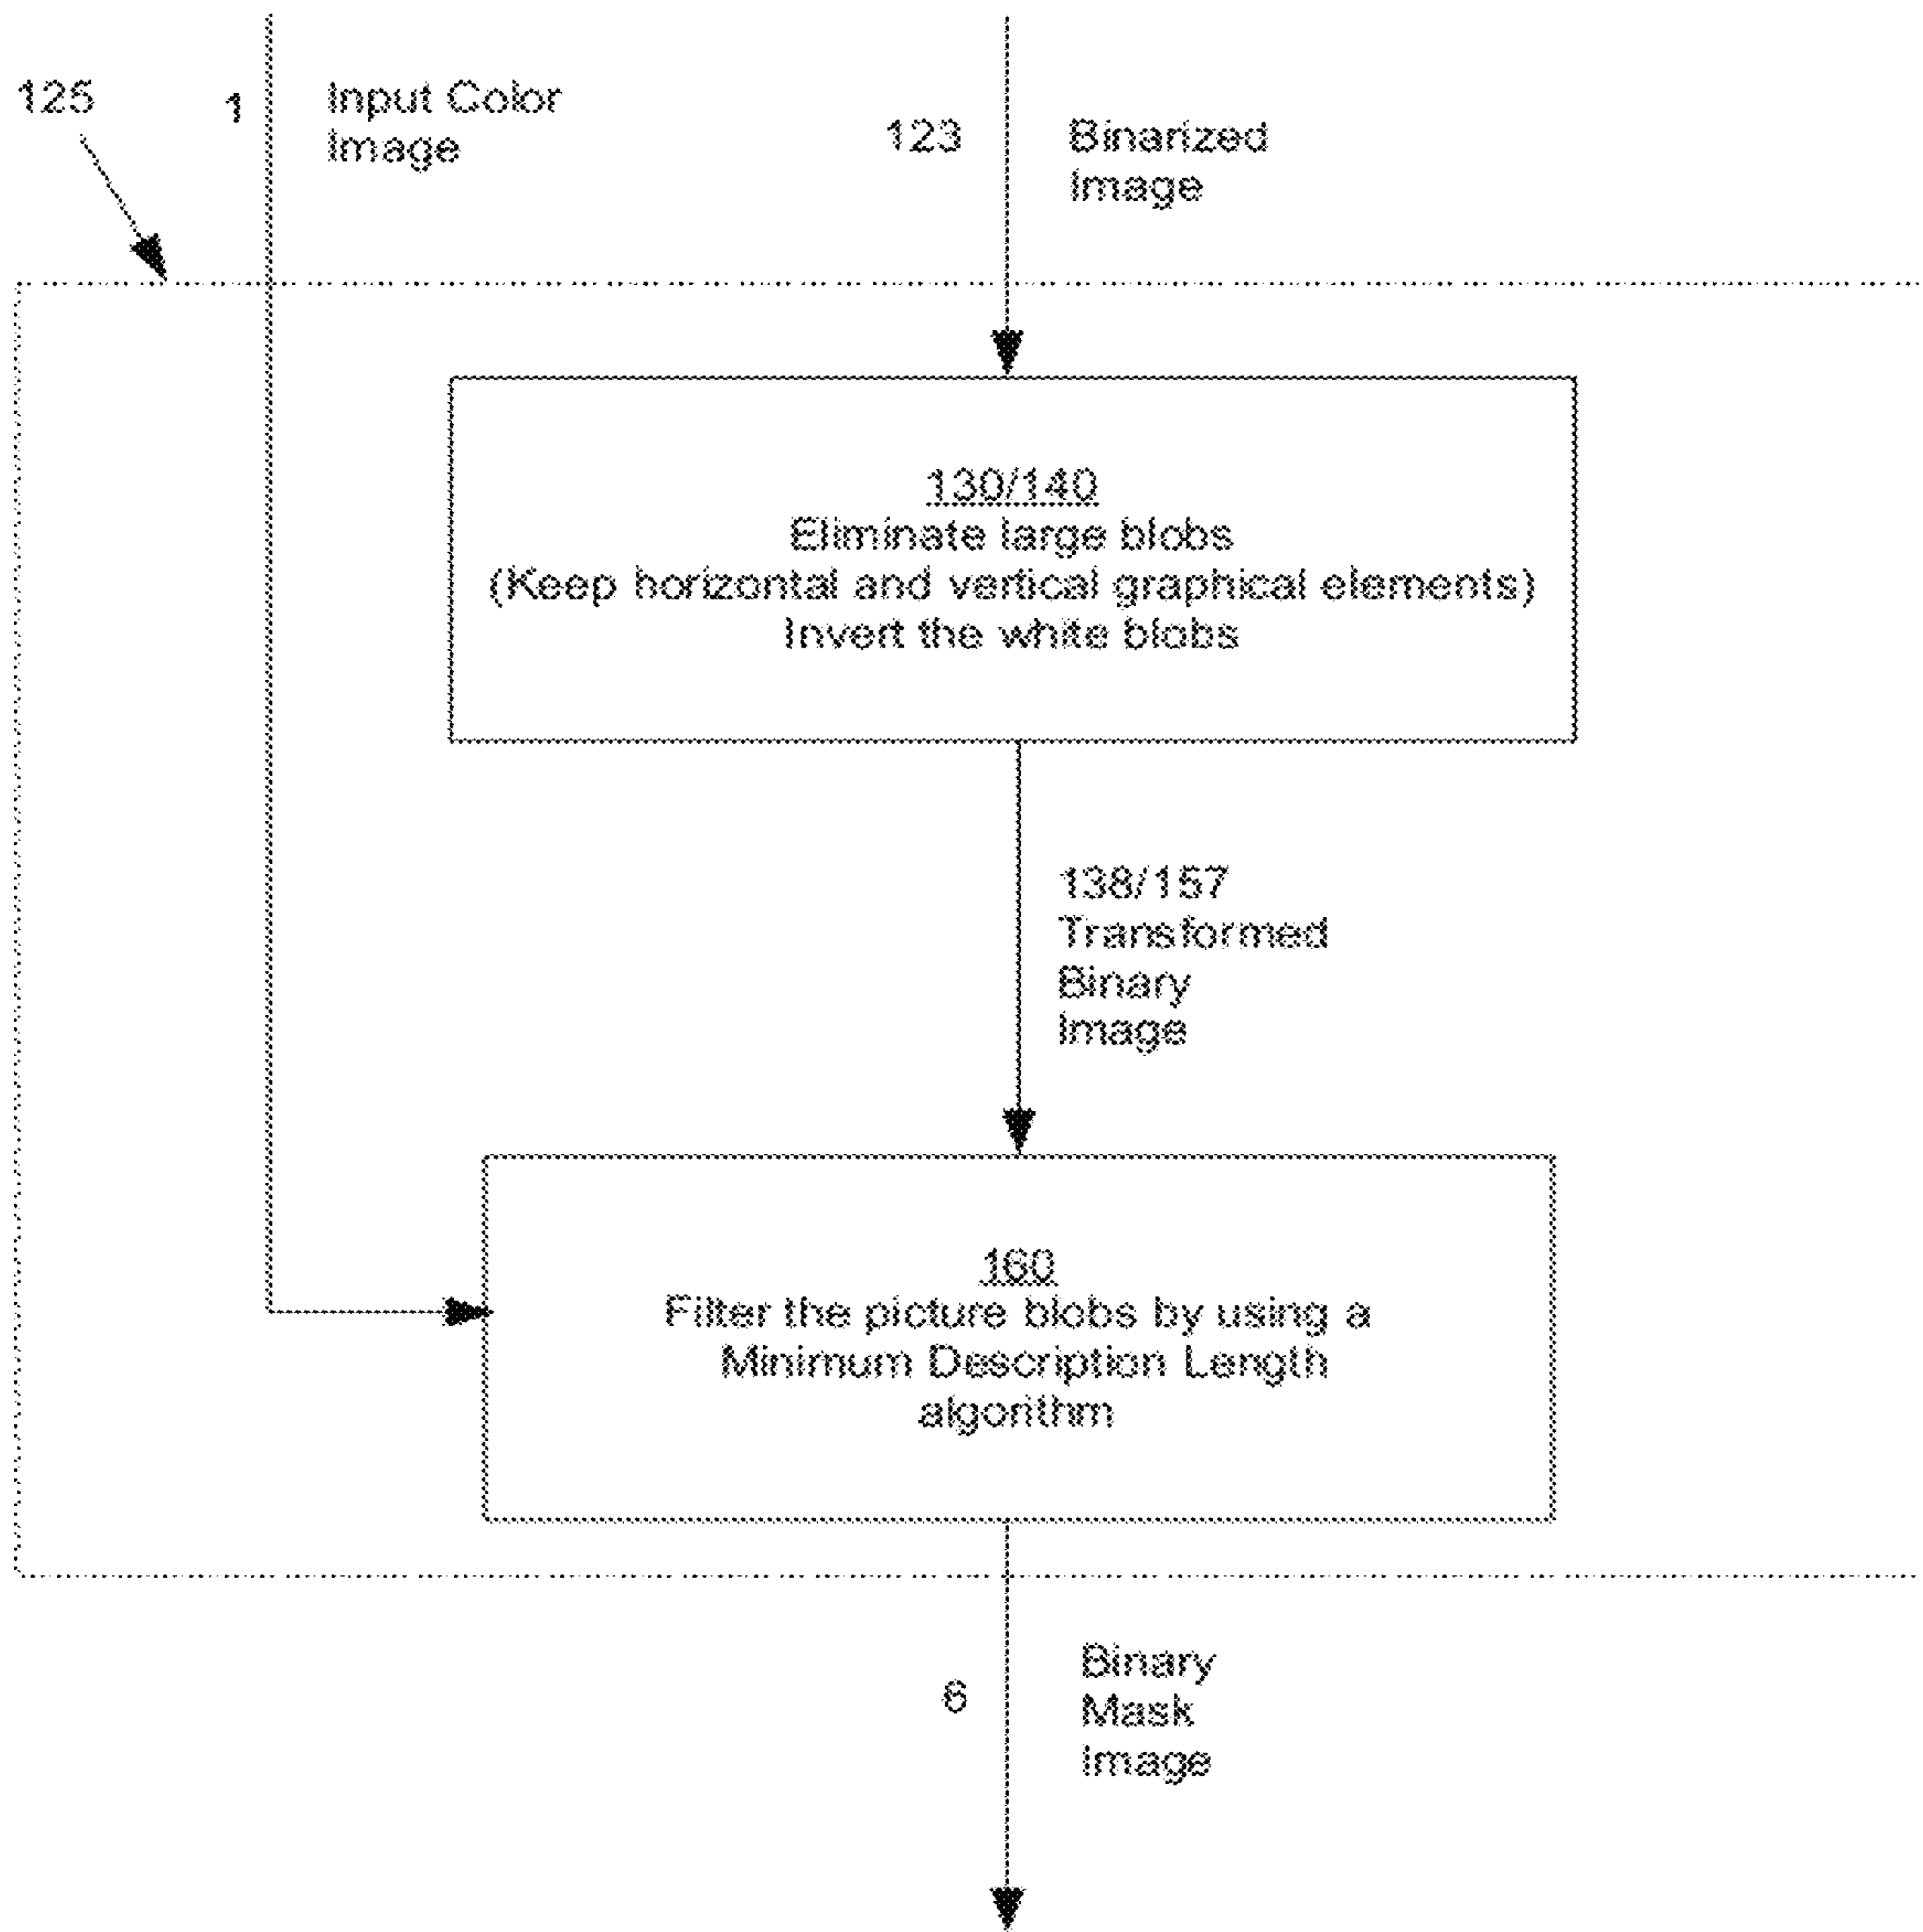 125
1
Input Color
Image
123
Binarized
Image
130/140
Eliminate large blobs
(Keep horizontal and vertical graphical elements)
Invert the white blobs
138/157
Transformed
Binary
Image
160
Filter the picture blobs by using a
Minimum Description Length
algorithm
6
Binary
Mask
Image